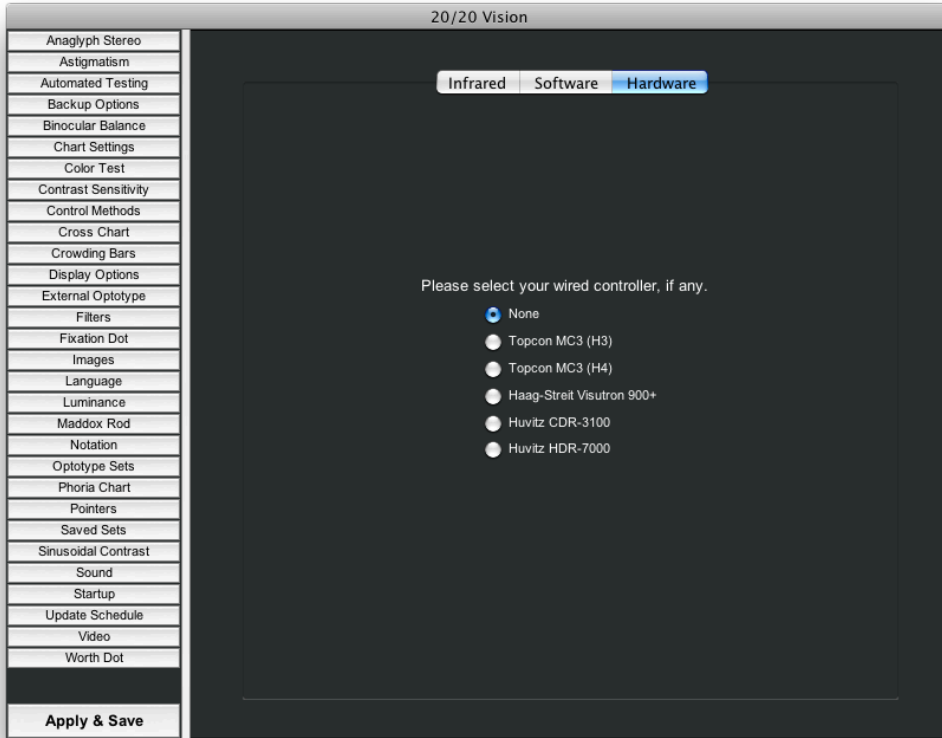 20/20 Vision
Anaglyph Stereo
Astigmatism
Automated Testing
Backup Options
Binocular Balance
Chart Settings
Color Test
Contrast Sensitivity
Control Methods
Cross Chart
Crowding Bars
Display Options
External Optotype
Filters
Fixation Dot
Images
Language
Luminance
Maddox Rod
Notation
Optotype Sets
Phoria Chart
Pointers
Saved Sets
Sinusoidal Contrast
Sound
Startup
Update Schedule
Video
Worth Dot
Apply & Save
Infrared Software Hardware
Please select your wired controller, if any.
None
Topcon MC3 (H3)
Topcon MC3 (H4)
Haag-Streit Visutron 900+
Huvitz CDR-3100
Huvitz HDR-7000